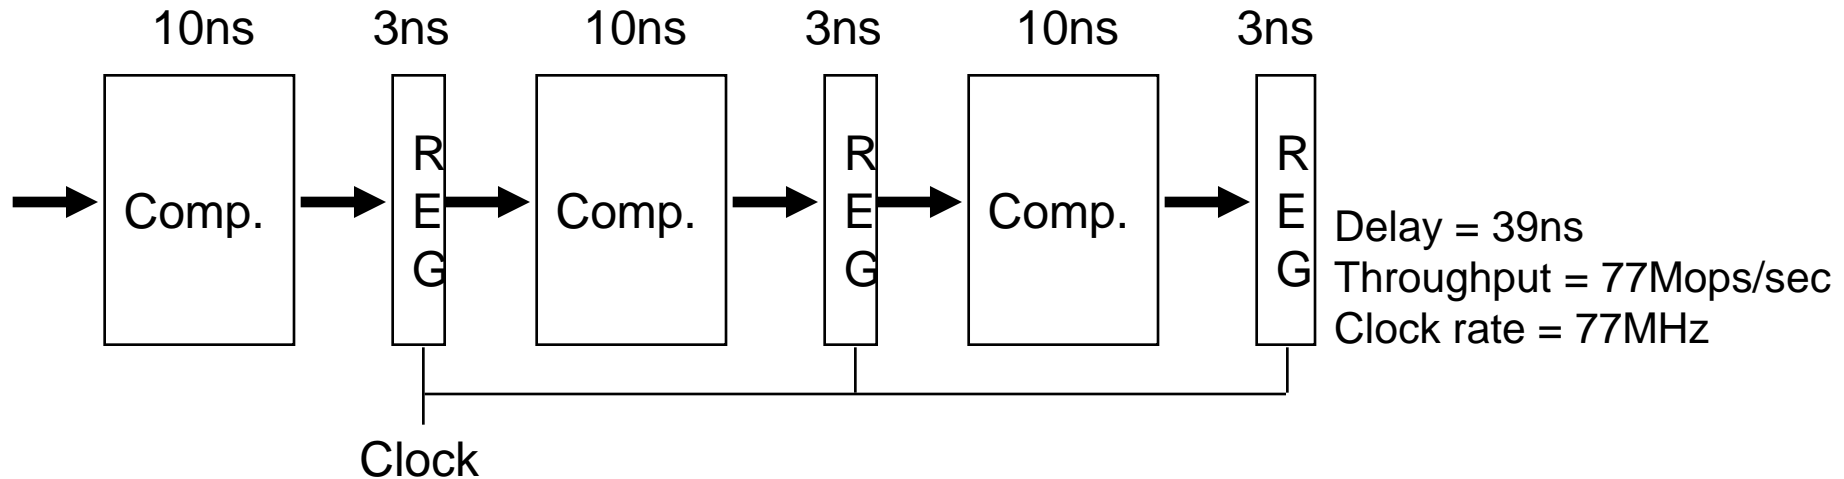 10ns
3ns
10ns
3ns
10ns
3ns
Comp.
R
E
G
Comp.
R
E
G
Comp.
R
E
G
Delay = 39ns
Throughput = 77Mops/sec
Clock rate = 77MHz
Clock